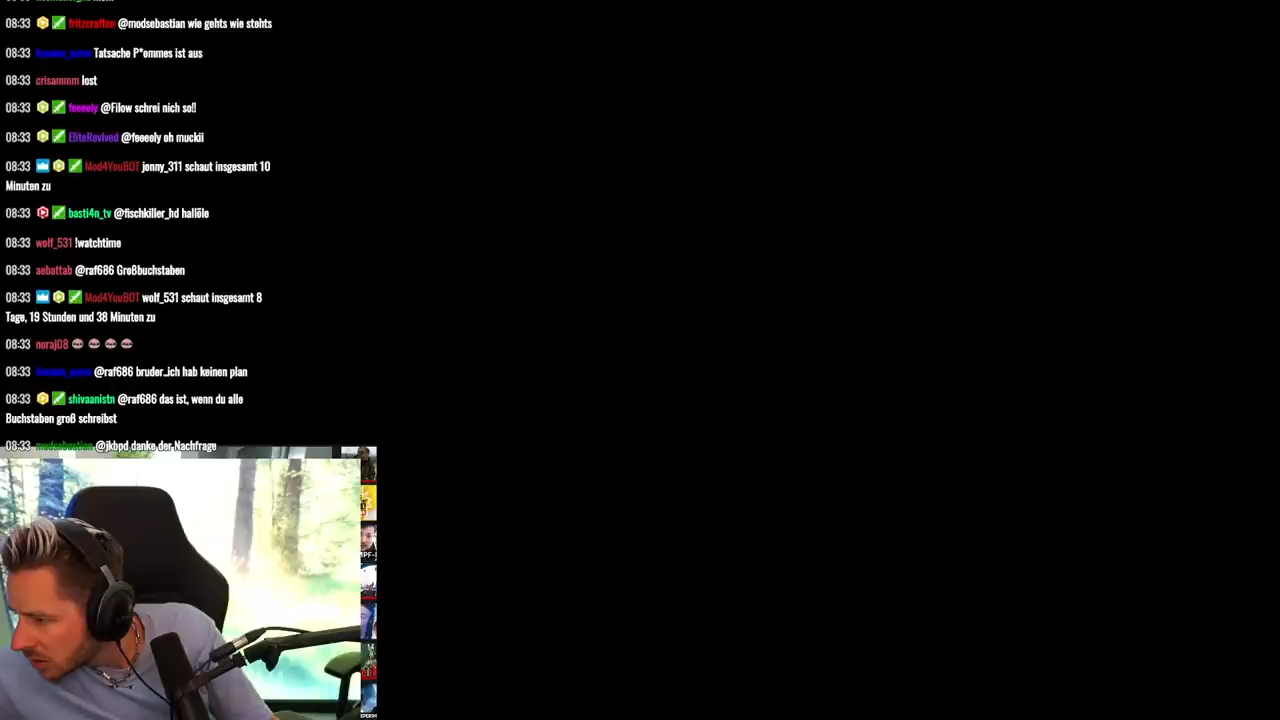 08:33 fritzcraften @modsebastian wie gehts wie stehts
08:33 Tatsache P*ommes ist aus
08:33 crisammm lost
08:33 feeeely @Filow schrei nich so!!
08:33 EliteRevived @feeeely oh muckii
08:33 Mod4YouBOT jonny_311 schaut insgesamt 10
Minuten zu
08:33 basti4n_tv @fischkiller_hd hallöle
08:33 wolf_531 !watchtime
08:33 aebattab @raf686 Großbuchstaben
08:33 Mod4YouBOT wolf_531 schaut insgesamt 8
Tage, 19 Stunden und 38 Minuten zu
08:33 noraj08
08:33 @raf686 bruder...ich hab keinen plan
08:33 shivaanistn @raf686 das ist, wenn du alle
Buchstaben groß schreibst
08:33 modsebastian @jkbpd danke der Nachfrage